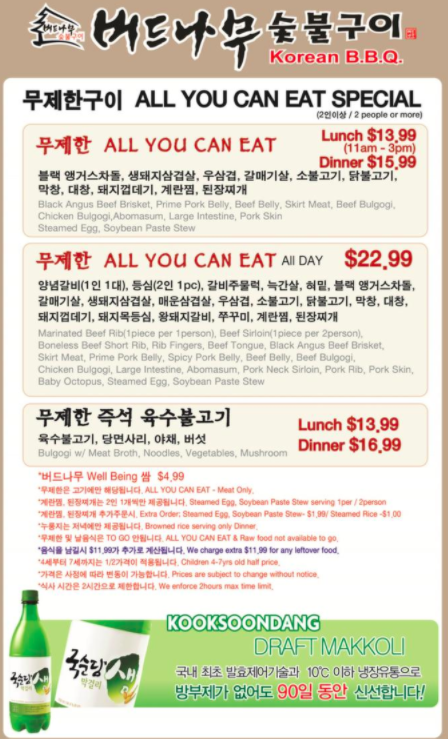 버드나무
숯불구이
버드나무 숯불구이
Korean B.B.Q.
무제한구이 ALL YOU CAN EAT SPECIAL
(2인이상 / 2 people or more)
무제한 ALL YOU CAN EAT
Lunch $13.99
(11am - 3pm)
Dinner $15.99
블랙 앵거스차돌, 생돼지삼겹살, 우삼겹, 갈매기살, 소불고기, 닭불고기,
막창, 대창, 돼지껍데기, 계란찜, 된장찌개
Black Angus Beef Brisket, Prime Pork Belly, Beef Belly, Skirt Meat, Beef Bulgogi,
Chicken Bulgogi,Abomasum, Large Intestine, Pork Skin
Steamed Egg, Soybean Paste Stew
무제한 ALL YOU CAN EAT All DAY $22.99
양념갈비(1인 1대), 등심(2인 1pc), 갈비주물럭, 늑간살, 혀밑, 블랙 앵거스차돌,
갈매기살, 생돼지삼겹살, 매운삼겹살, 우삼겹, 소불고기, 닭불고기, 막창, 대창,
돼지껍데기, 돼지목등심, 왕돼지갈비, 쭈꾸미, 계란찜, 된장찌개
Marinated Beef Rib(1piece per 1person), Beef Sirloin(1piece per 2person),
Boneless Beef Short Rib, Rib Fingers, Beef Tongue, Black Angus Beef Brisket,
Skirt Meat, Prime Pork Belly, Spicy Pork Belly, Beef Belly, Beef Bulgogi,
Chicken Bulgogi, Large Intestine, Abomasum, Pork Neck Sirloin, Pork Rib, Pork Skin,
Baby Octopus, Steamed Egg, Soybean Paste Stew
무제한 즉석 육수불고기
Lunch $13.99
육수불고기, 당면사리, 야채, 버섯
Dinner $16.99
Bulgogi w/ Meat Broth, Noodles, Vegetables, Mushroom
*버드나무 Well Being 쌈 $4.99
*무제한은 고기에만 해당됩니다. ALL YOU CAN EAT - Meat Only.
*계란찜, 된장찌개는 2인 1개씩만 제공됩니다. Steamed Egg, Soybean Paste Stew serving 1per / 2person
*계란찜, 된장찌개 추가주문시, Extra Order: Steamed Egg, Soybean Paste Stew- $1.99/ Steamed Rice -$1.00
*누룽지는 저녁에만 제공됩니다. Browned rice serving only Dinner.
*무제한 및 날음식은 TO GO 안됩니다. ALL YOU CAN EAT & Raw food not available to go.
*음식을 남길시 $11.99가 추가로 계산됩니다. We charge extra $11.99 for any leftover food.
*4세부터 7세까지는 1/2가격이 적용됩니다. Children 4-7yrs old half price.
*가격은 사정에 따라 변동이 가능합니다. Prices are subject to change without notice.
*식사 시간은 2시간으로 제한합니다. We enforce 2hours max time limit.
KOOKSOONDANG
DRAFT MAKKOLI
국내 최초 발효제어기술과 10℃ 이하 냉장유통으로
방부제가 없어도 90일 동안 신선합니다!
국순당
생
막걸리